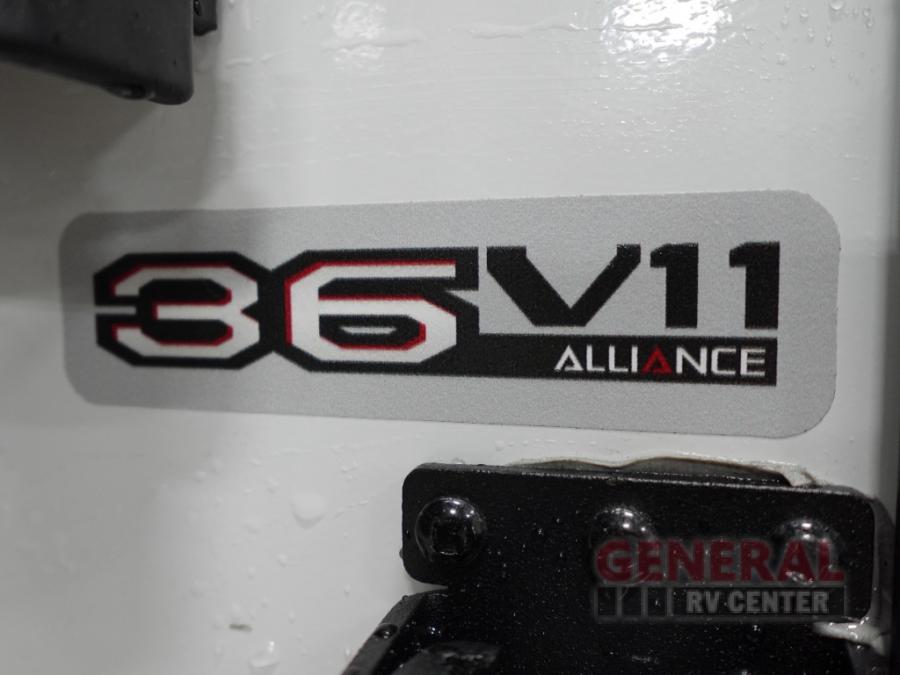 36V11
ALLIANCE
GENERAL
RV CENTER